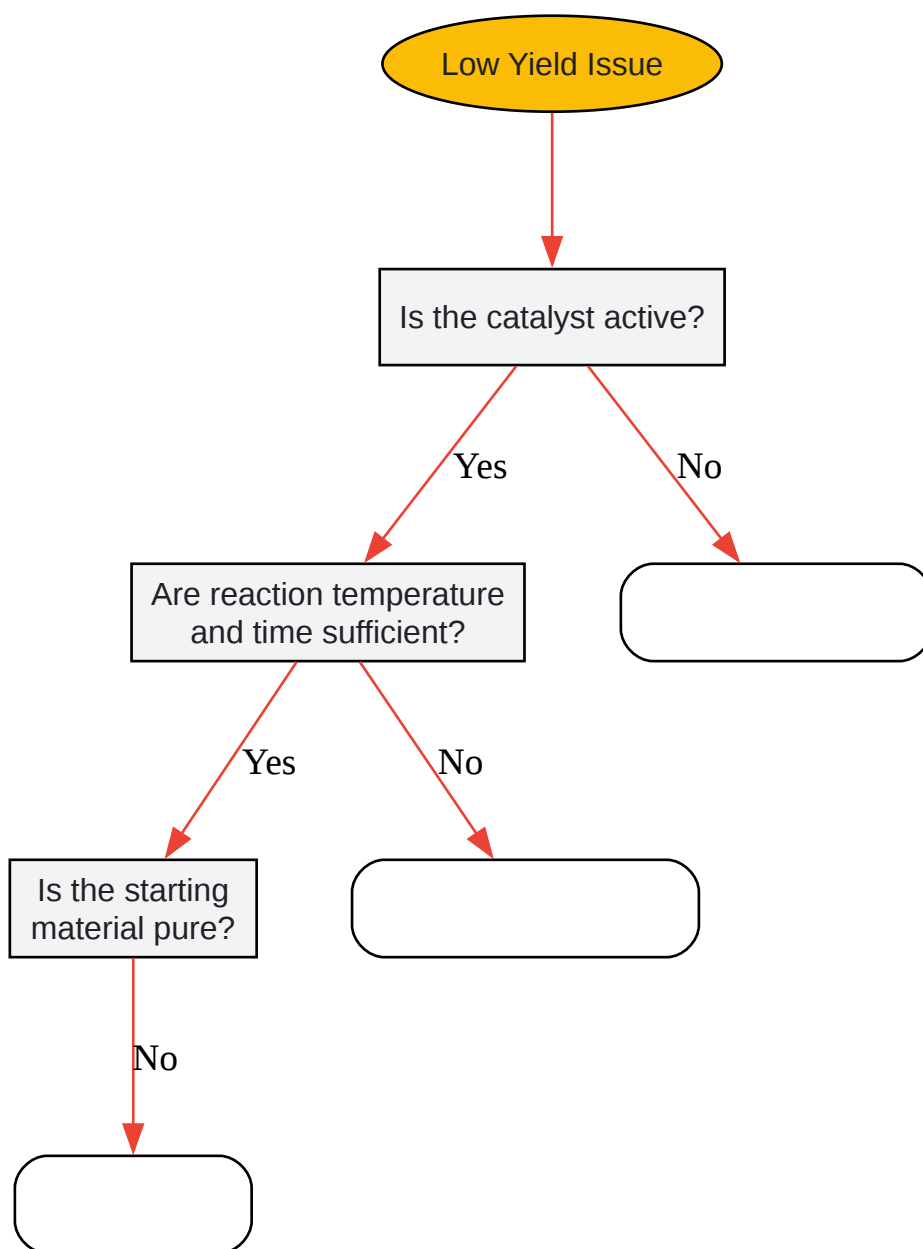 Low Yield Issue
Is the catalyst active?
Yes
No
Are reaction temperature
and time sufficient?
Yes
No
Is the starting
material pure?
No